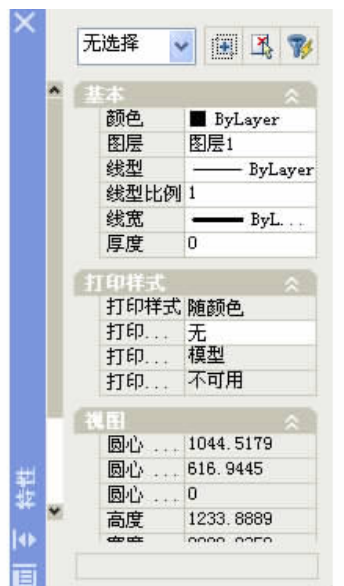 无选择
基本
颜色 ByLayer
图层 图层1
线型 ByLayer
线型比例 1
线宽 ByL...
厚度 0
打印样式
打印样式 随颜色
打印... 无
打印... 模型
打印... 不可用
视图
圆心 ... 1044.5179
圆心 ... 616.9445
圆心 ... 0
高度 1233.8889
特性